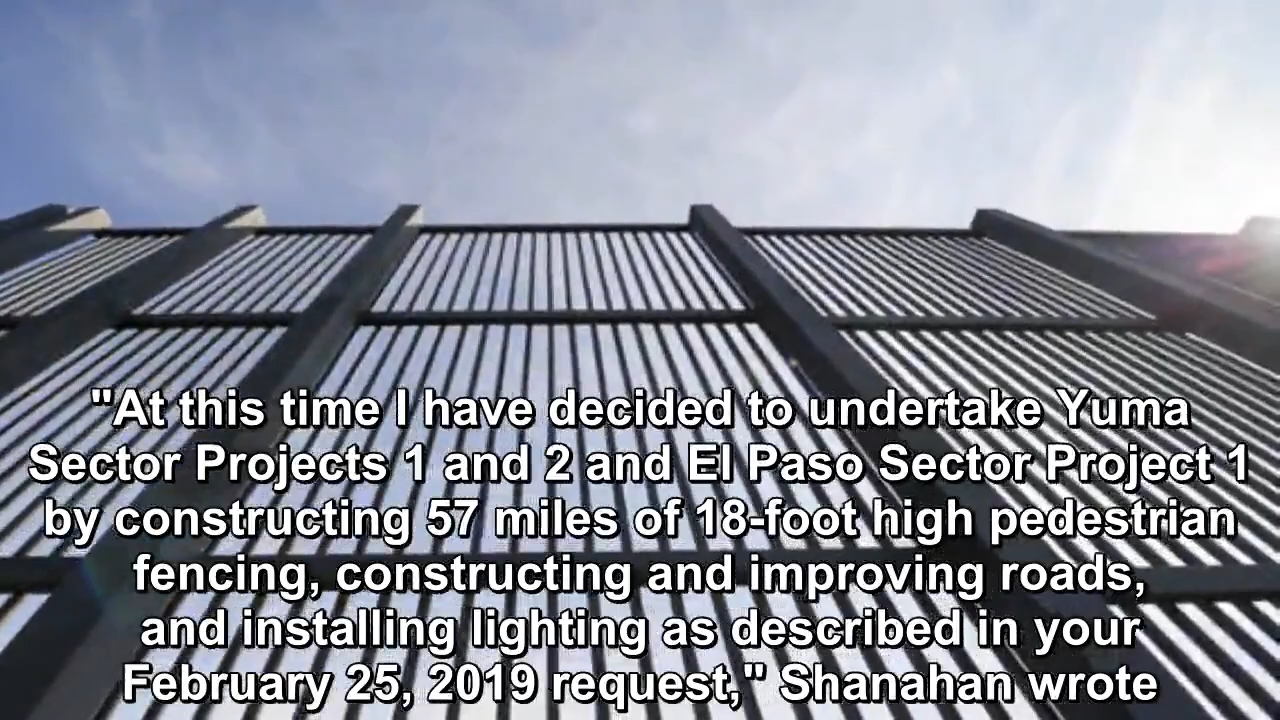 "At this time I have decided to undertake Yuma
Sector Projects 1 and 2 and El Paso Sector Project 1
by constructing 57 miles of 18-foot high pedestrian
fencing, constructing and improving roads,
and installing lighting as described in your
February 25, 2019 request," Shanahan wrote